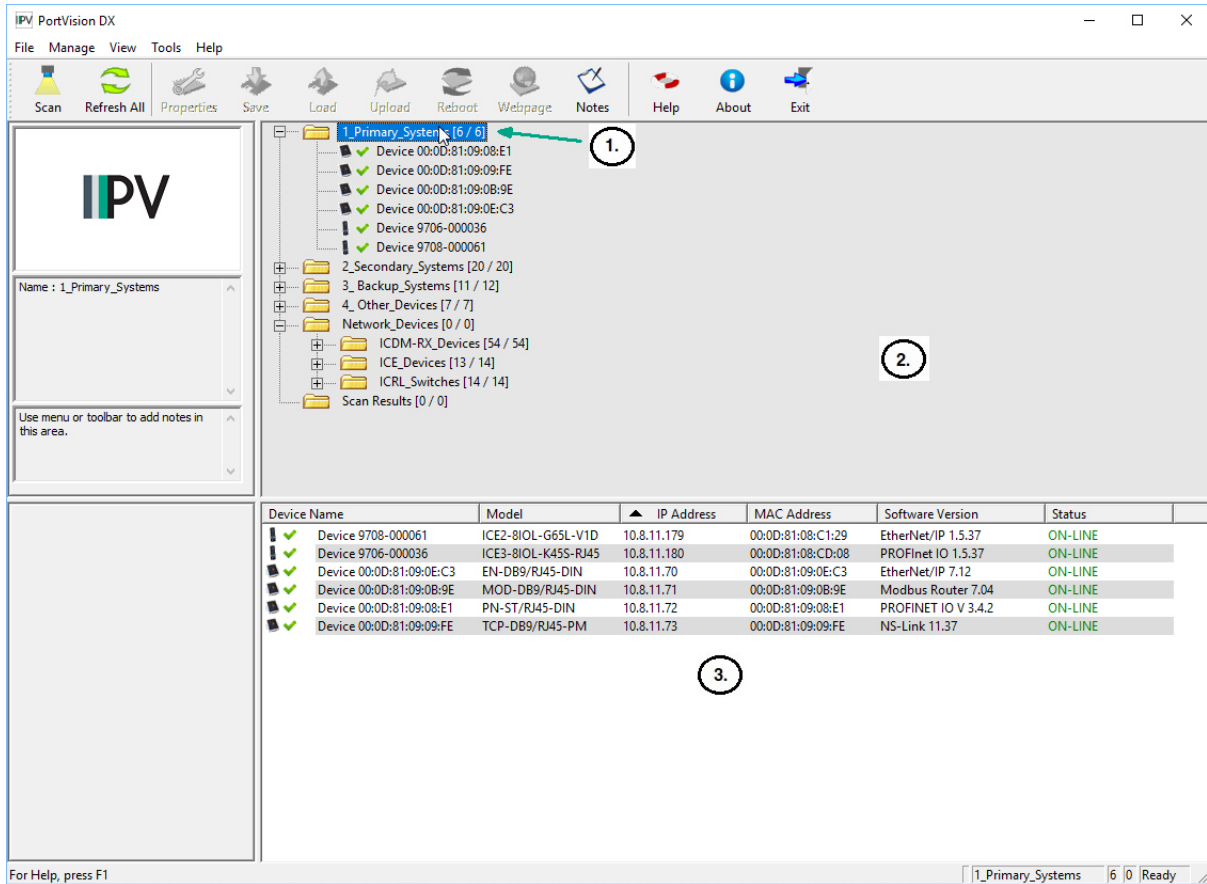 PortVision DX
File Manage View Tools Help
Scan Refresh All Properties Save Load Upload Reboot Webpage Notes Help About Exit
PV
Name : 1_Primary_Systems
Use menu or toolbar to add notes in
this area.
1_Primary_Systems [6 / 6]
1.
Device 00:0D:81:09:08:E1
Device 00:0D:81:09:09:FE
Device 00:0D:81:09:0B:9E
Device 00:0D:81:09:0E:C3
Device 9706-000036
Device 9708-000061
2_Secondary_Systems [20 / 20]
3_ Backup_Systems [11 / 12]
4_ Other_Devices [7 / 7]
Network_Devices [0 / 0]
ICDM-RX_Devices [54 / 54]
ICE_Devices [13 / 14]
ICRL_Switches [14 / 14]
Scan Results [0 / 0]
2.
Device Name Model IP Address MAC Address Software Version Status
Device 9708-000061 ICE2-8IOL-G65L-V1D 10.8.11.179 00:0D:81:08:C1:29 EtherNet/IP 1.5.37 ON-LINE
Device 9706-000036 ICE3-8IOL-K45S-RJ45 10.8.11.180 00:0D:81:08:CD:08 PROFInet IO 1.5.37 ON-LINE
Device 00:0D:81:09:0E:C3 EN-DB9/RJ45-DIN 10.8.11.70 00:0D:81:09:0E:C3 EtherNet/IP 7.12 ON-LINE
Device 00:0D:81:09:0B:9E MOD-DB9/RJ45-DIN 10.8.11.71 00:0D:81:09:0B:9E Modbus Router 7.04 ON-LINE
Device 00:0D:81:09:08:E1 PN-ST/RJ45-DIN 10.8.11.72 00:0D:81:09:08:E1 PROFINET IO V 3.4.2 ON-LINE
Device 00:0D:81:09:09:FE TCP-DB9/RJ45-PM 10.8.11.73 00:0D:81:09:09:FE NS-Link 11.37 ON-LINE
3.
For Help, press F1
1_Primary_Systems 6 0 Ready